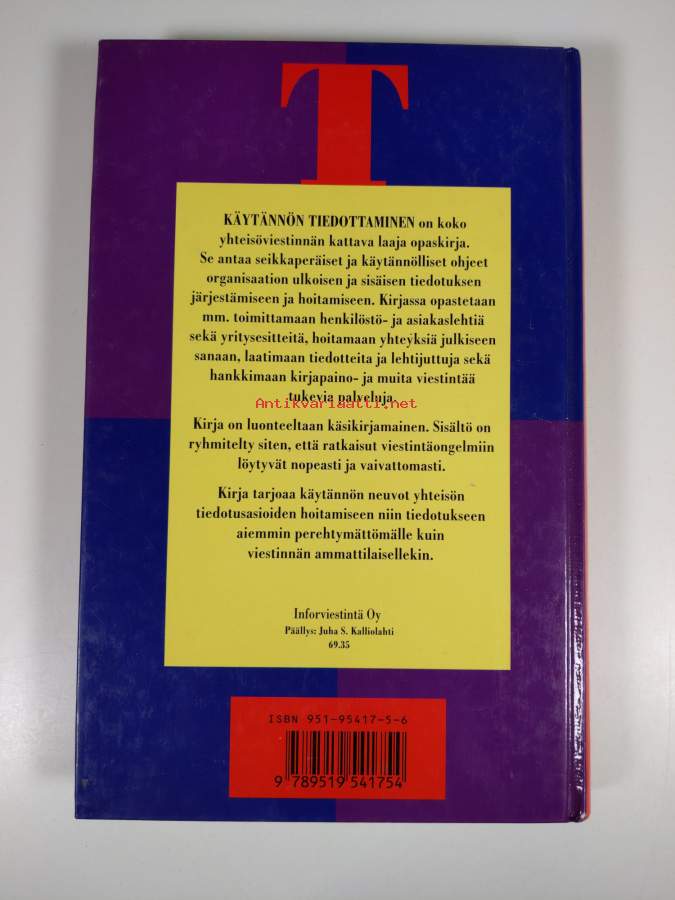 T
KÄYTÄNNÖN TIEDOTTAMINEN on koko
yhteisöviestinnän kattava laaja opaskirja.
Se antaa seikkaperäiset ja käytännölliset ohjeet
organisaation ulkoisen ja sisäisen tiedotuksen
järjestämiseen ja hoitamiseen. Kirjassa opastetaan
mm. toimittamaan henkilöstö- ja asiakaslehtiä
sekä yritysesitteitä, hoitamaan yhteyksiä julkiseen
sanaan, laatimaan tiedotteita ja lehtijuttuja sekä
hankkimaan kirjapaino- ja muita viestintää
tukevia palveluja.
Antikvariaatti.net
Kirja on luonteeltaan käsikirjamainen. Sisältö on
ryhmitelty siten, että ratkaisut viestintäongelmiin
löytyvät nopeasti ja vaivattomasti.
Kirja tarjoaa käytännön neuvot yhteisön
tiedotusasioiden hoitamiseen niin tiedotukseen
aiemmin perehtymättömälle kuin
viestinnän ammattilaisellekin.
Inforviestintä Oy
Päällys: Juha S. Kalliolahti
69.35
ISBN 951-95417-5-6
9 789519 541754